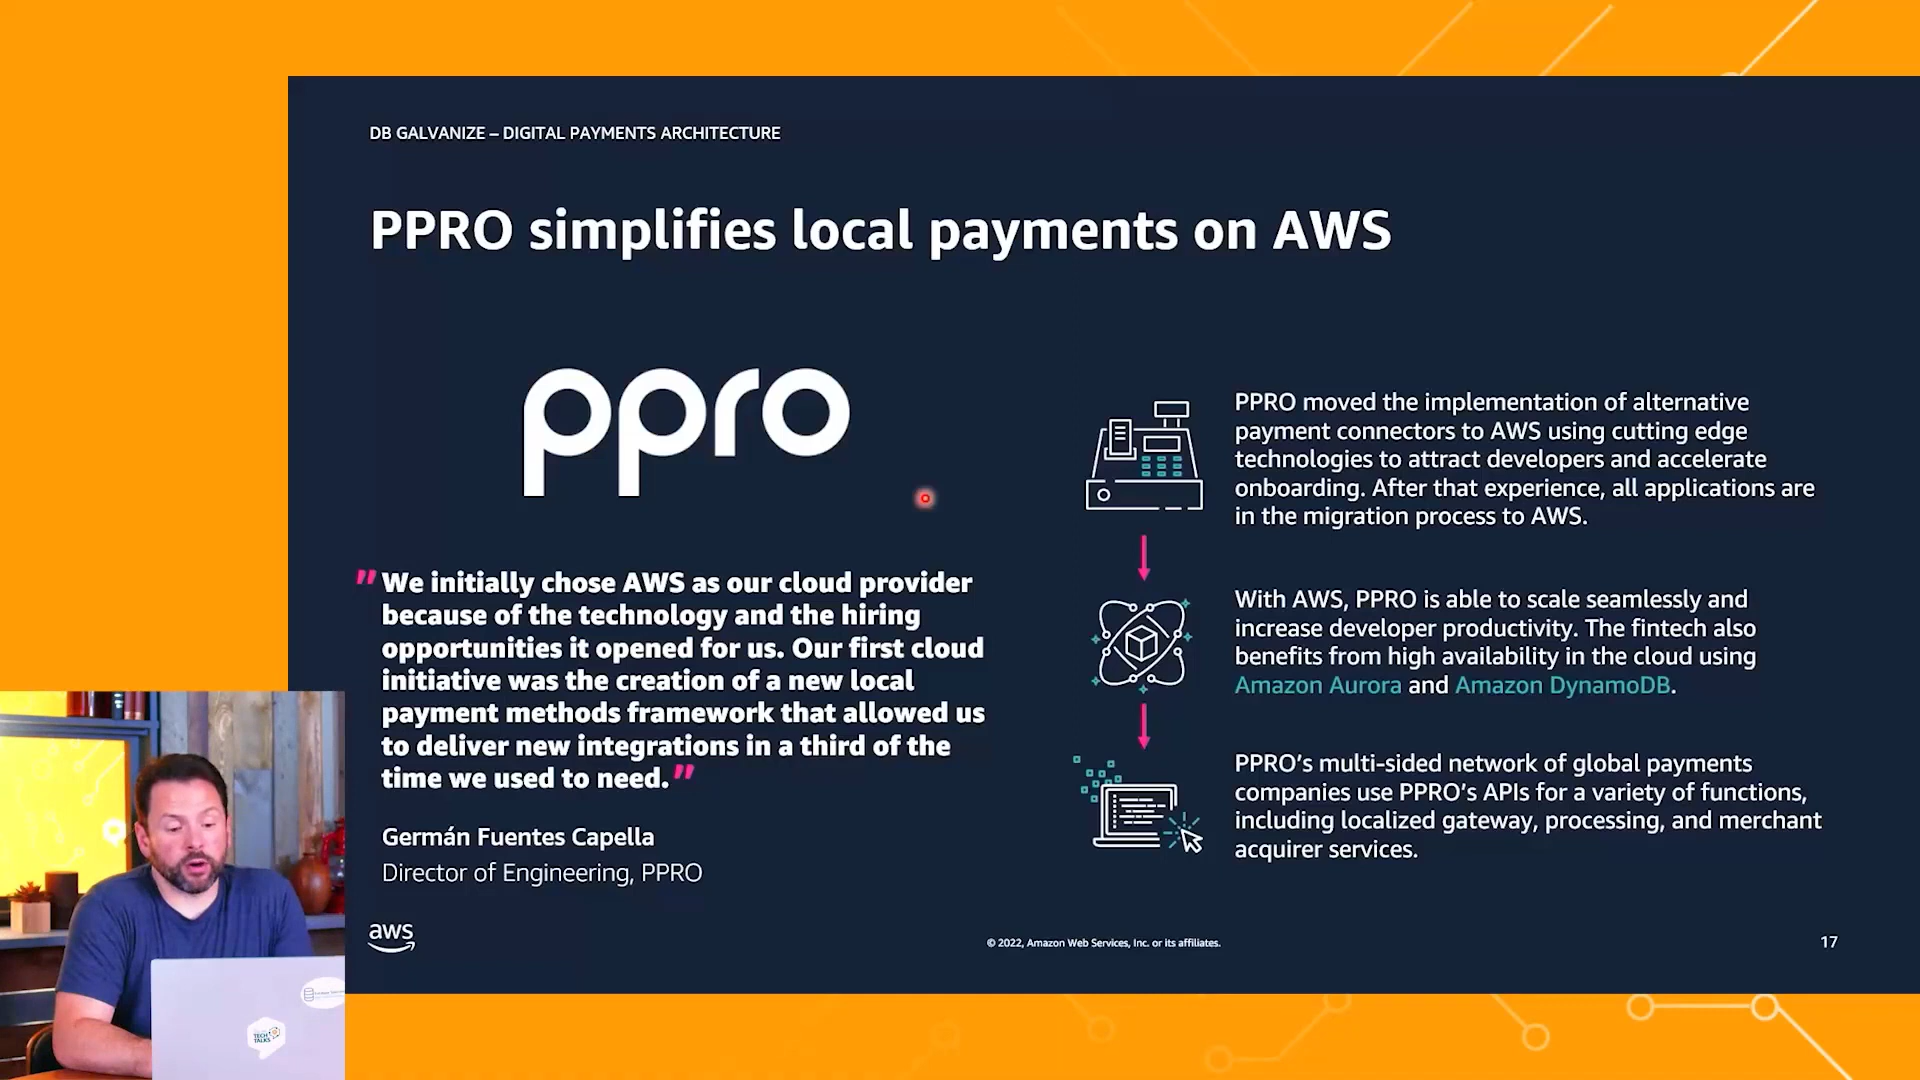 DB GALVANIZE – DIGITAL PAYMENTS ARCHITECTURE
PPRO simplifies local payments on AWS
ppro
"We initially chose AWS as our cloud provider
because of the technology and the hiring
opportunities it opened for us. Our first cloud
initiative was the creation of a new local
payment methods framework that allowed us
to deliver new integrations in a third of the
time we used to need."
Germán Fuentes Capella
Director of Engineering, PPRO
PPRO moved the implementation of alternative
payment connectors to AWS using cutting edge
technologies to attract developers and accelerate
onboarding. After that experience, all applications are
in the migration process to AWS.
With AWS, PPRO is able to scale seamlessly and
increase developer productivity. The fintech also
benefits from high availability in the cloud using
Amazon Aurora and Amazon DynamoDB.
PPRO’s multi-sided network of global payments
companies use PPRO’s APIs for a variety of functions,
including localized gateway, processing, and merchant
acquirer services.
aws
© 2022, Amazon Web Services, Inc. or its affiliates.
17
TECH
TALKS